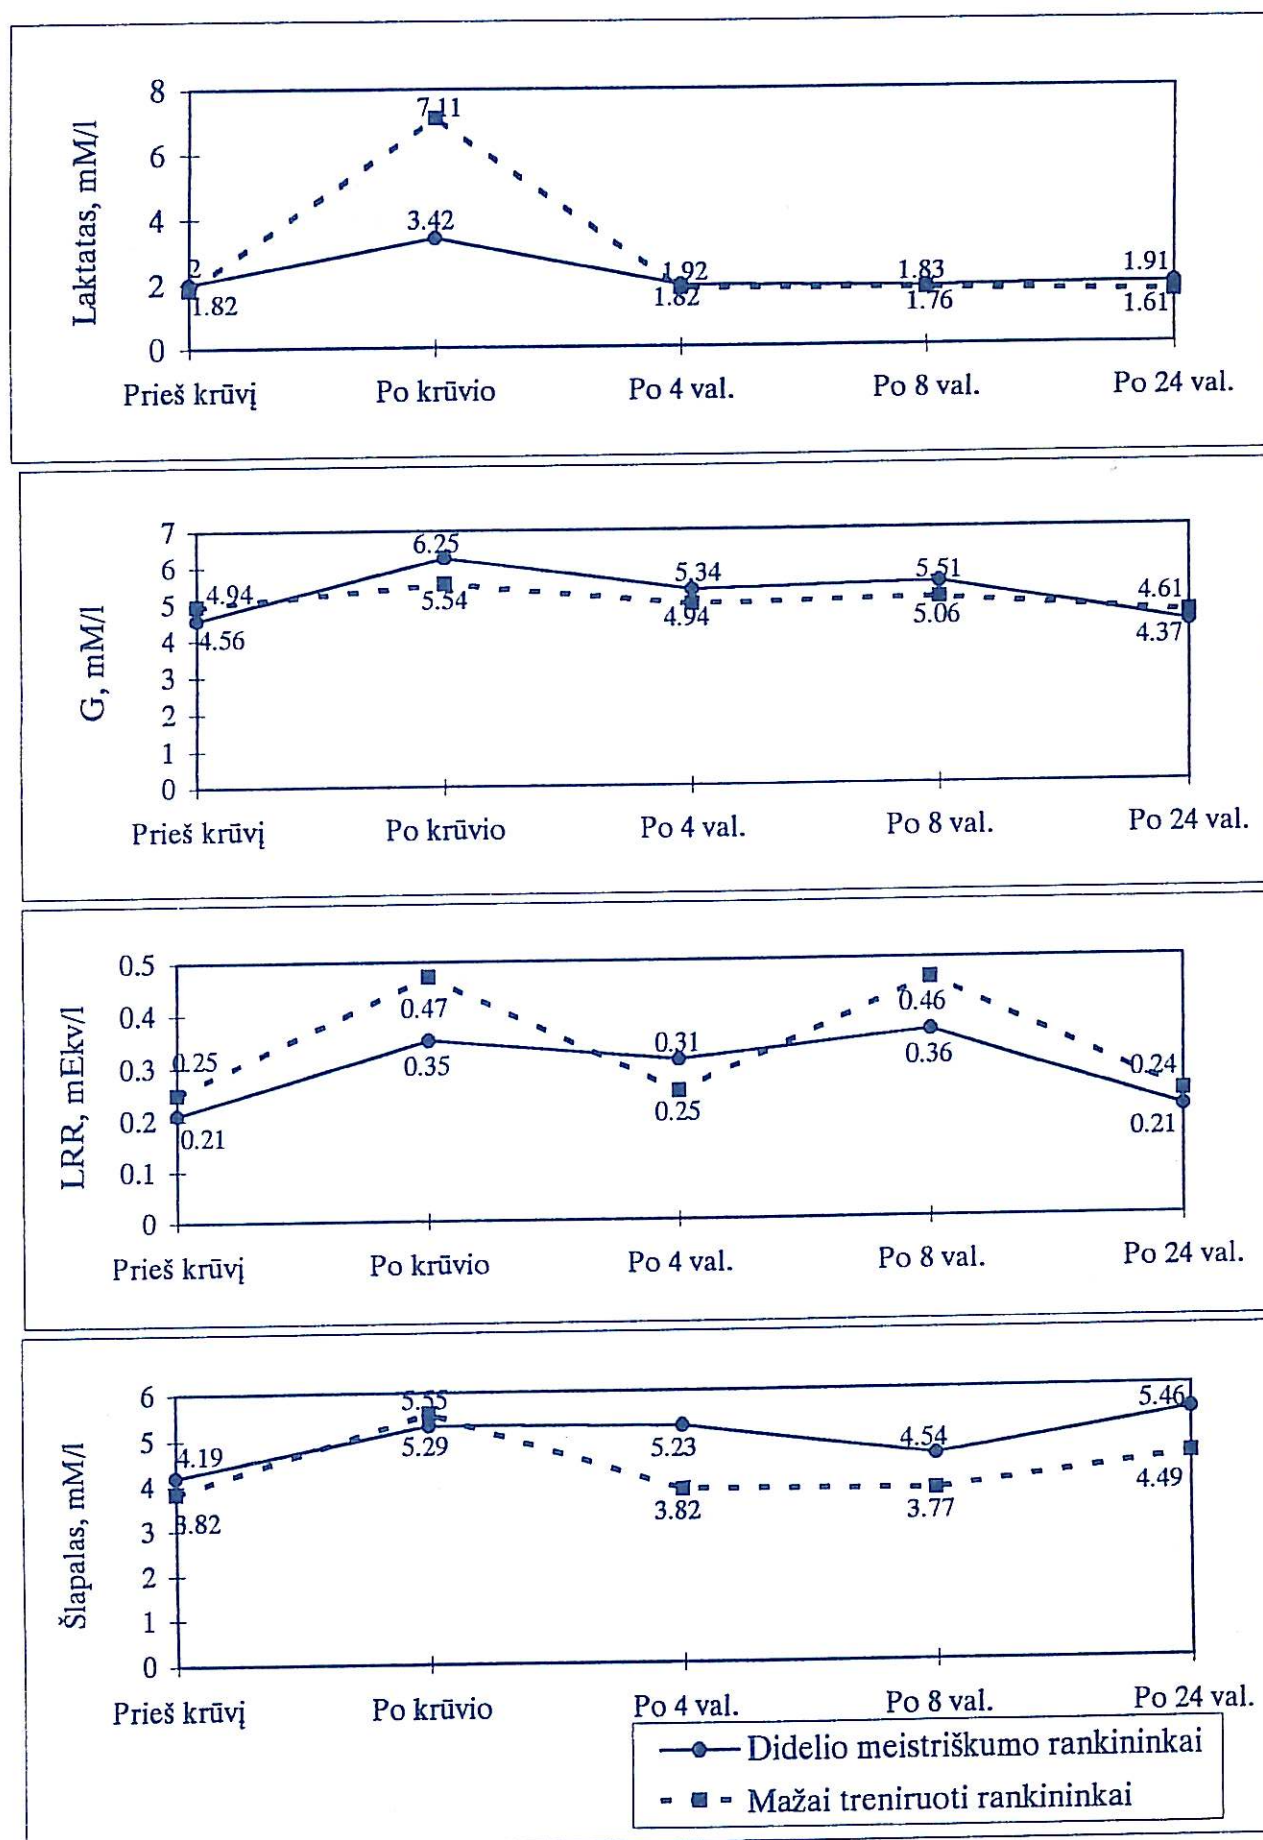 8
7.11
6
Laktatas, mM/l
4
3.42
2
1.92
1.83
1.91
2
1.82
1.82
1.76
1.61
0
Prieš krūvį
Po krūvio
Po 4 val.
Po 8 val.
Po 24 val.
7
6.25
6
5.34
5.51
4.94
4.61
5
5.54
4.94
5.06
4.56
4.37
4
G, mM/l
3
2
1
0
Prieš krūvį
Po krūvio
Po 4 val.
Po 8 val.
Po 24 val.
0.5
0.47
0.46
0.4
LRR, mEkv/l
0.31
0.25
0.35
0.36
0.24
0.3
0.25
0.2
0.21
0.21
0.1
0
Prieš krūvį
Po krūvio
Po 4 val.
Po 8 val.
Po 24 val.
6
5.55
5.46
5
4.19
5.29
5.23
4.54
4
3.82
3.82
3.77
4.49
Šlapalas, mM/l
3
2
1
0
Prieš krūvį
Po krūvio
Po 4 val.
Po 8 val.
Po 24 val.
Didelio meistriškumo rankininkai
Mažai treniruoti rankininkai